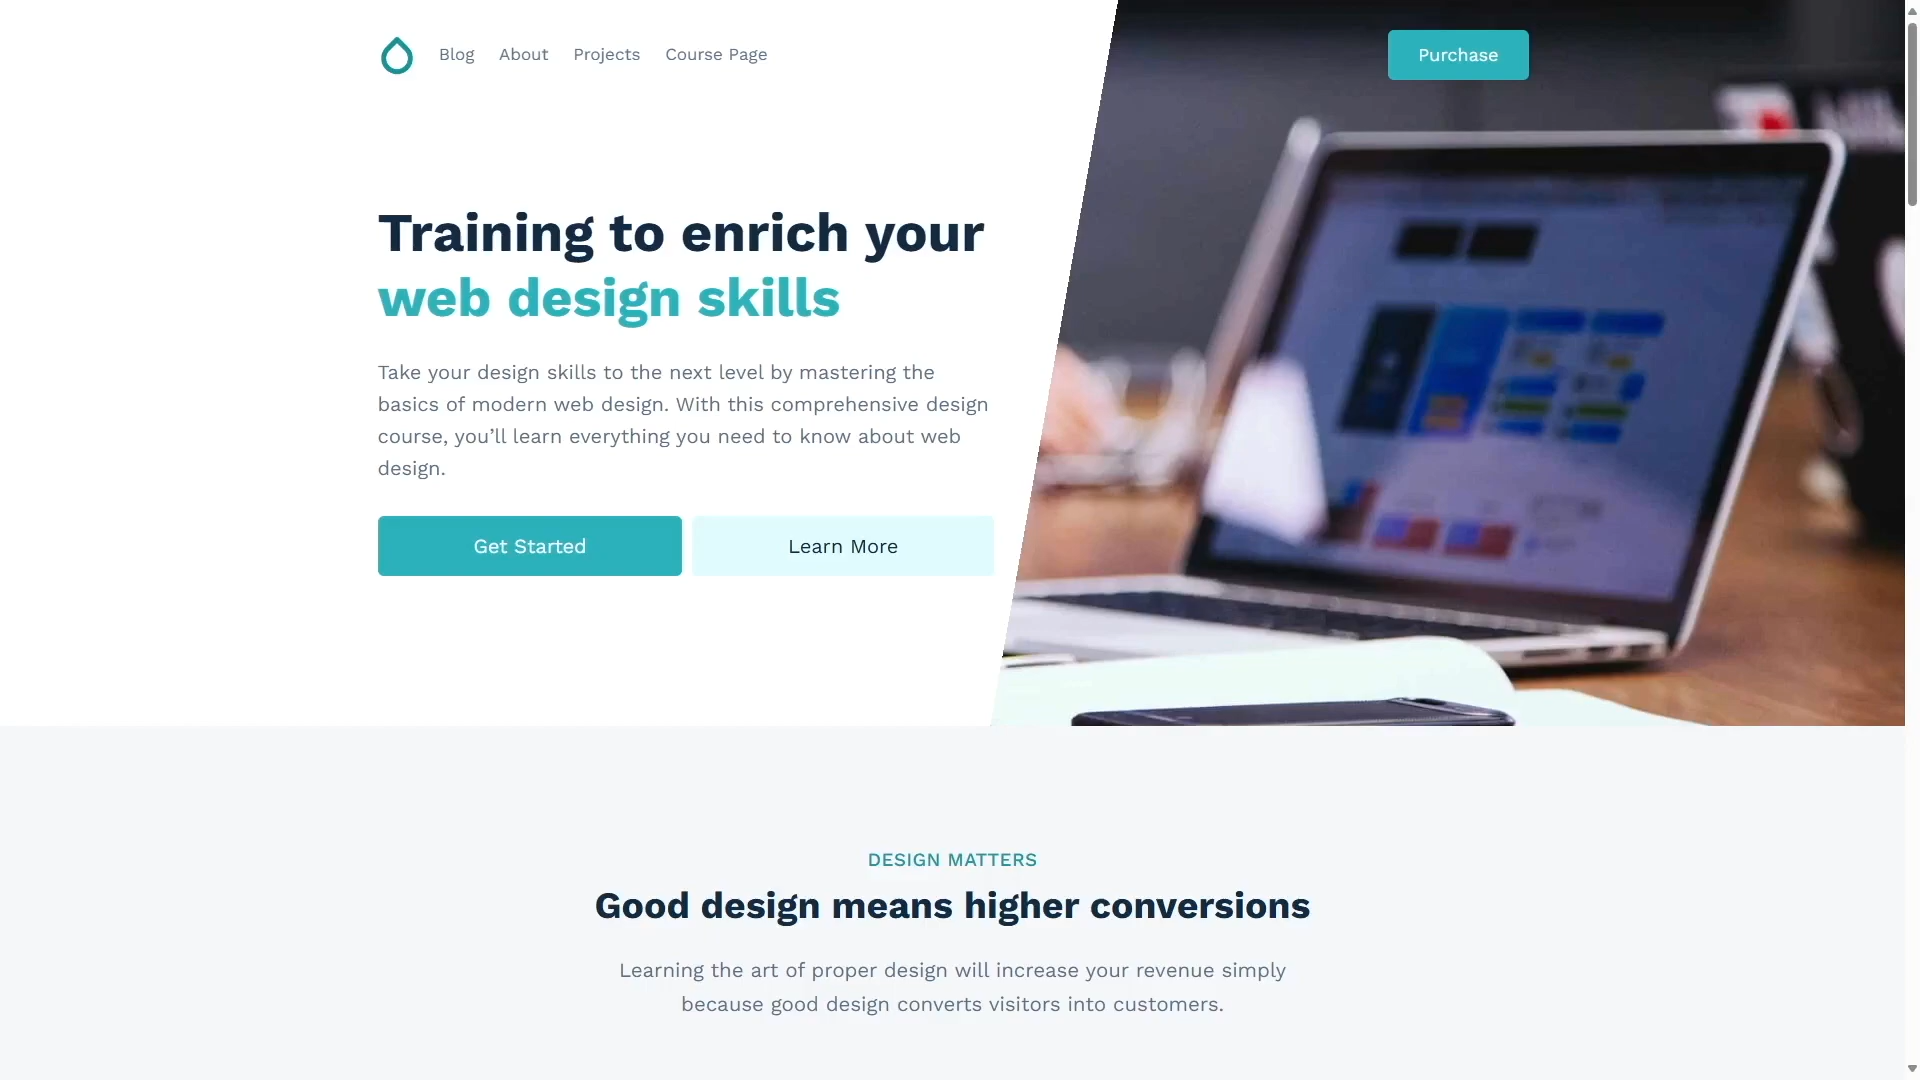 Blog About Projects Course Page
Purchase
Training to enrich your
web design skills
Take your design skills to the next level by mastering the
basics of modern web design. With this comprehensive design
course, you’ll learn everything you need to know about web
design.
Get Started
Learn More
DESIGN MATTERS
Good design means higher conversions
Learning the art of proper design will increase your revenue simply
because good design converts visitors into customers.